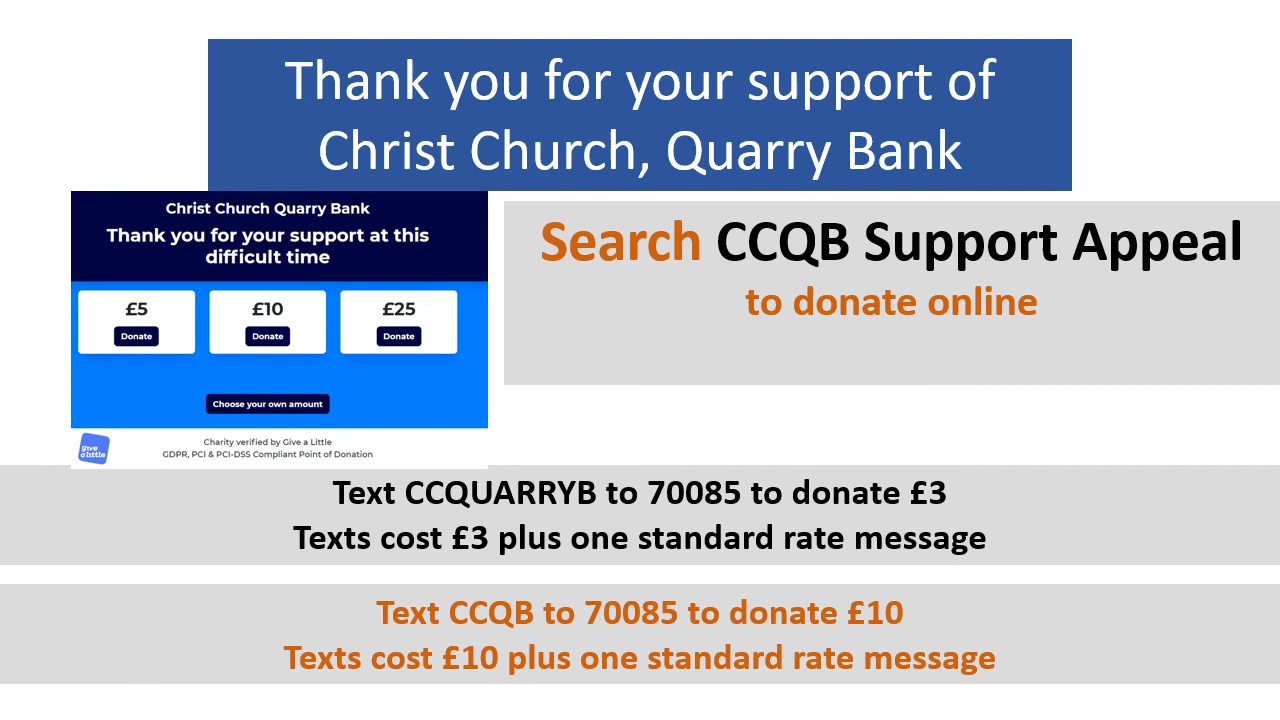 Thank you for your support of
Christ Church, Quarry Bank
Christ Church Quarry Bank
Thank you for your support at this
difficult time
£5
£10
£25
Donate
Donate
Donate
Choose your own amount
give
a little
Charity verified by Give a Little
GDPR, PCI & PCI-DSS Compliant Point of Donation
Search CCQB Support Appeal
to donate online
Text CCQUARRYB to 70085 to donate £3
Texts cost £3 plus one standard rate message
Text CCQB to 70085 to donate £10
Texts cost £10 plus one standard rate message